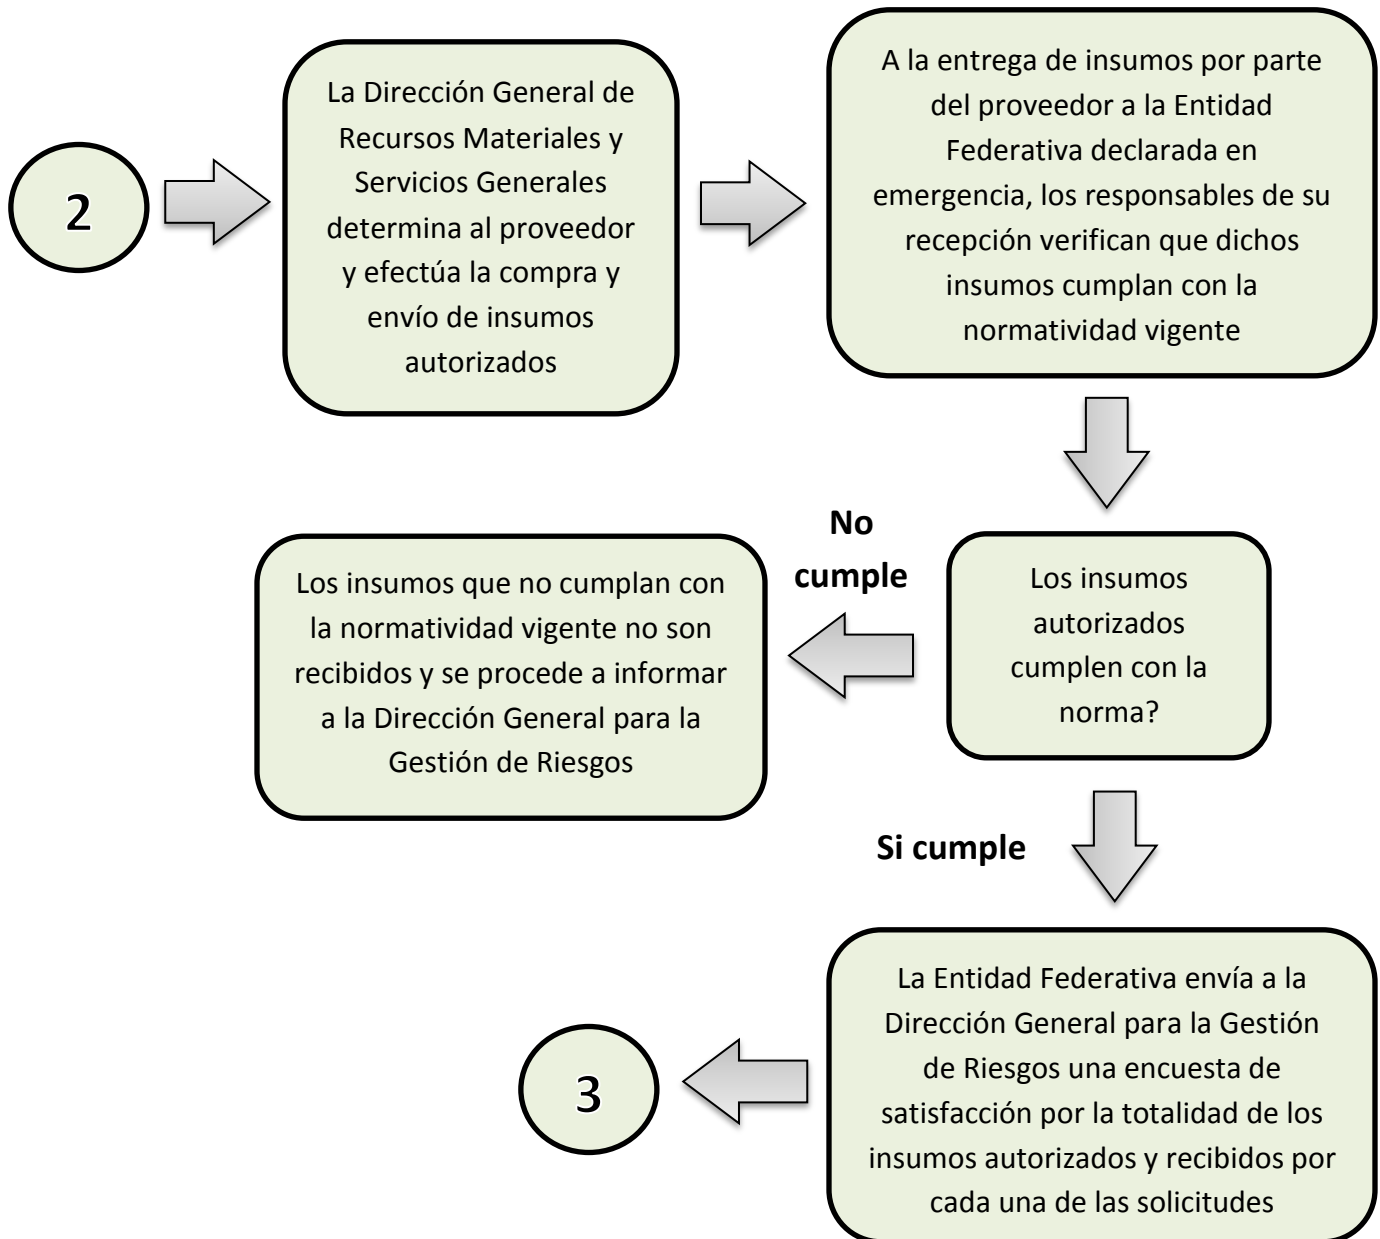 2
La Dirección General de
Recursos Materiales y
Servicios Generales
determina al proveedor
y efectúa la compra y
envío de insumos
autorizados
A la entrega de insumos por parte
del proveedor a la Entidad
Federativa declarada en
emergencia, los responsables de su
recepción verifican que dichos
insumos cumplan con la
normatividad vigente
Los insumos
autorizados
cumplen con la
norma?
No
cumple
Los insumos que no cumplan con
la normatividad vigente no son
recibidos y se procede a informar
a la Dirección General para la
Gestión de Riesgos
Si cumple
La Entidad Federativa envía a la
Dirección General para la Gestión
de Riesgos una encuesta de
satisfacción por la totalidad de los
insumos autorizados y recibidos por
cada una de las solicitudes
3